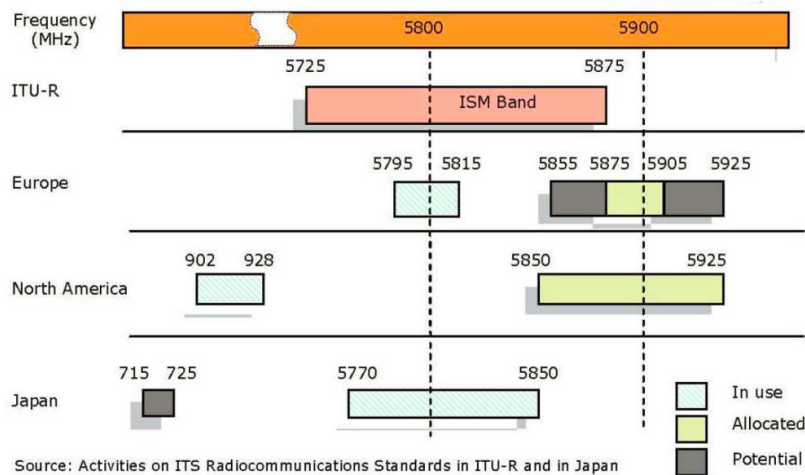 Frequency
(MHz)
5800 5900
5725 5875
ITU-R
ISM Band
5795 5815 5855 5875 5905 5925
Europe
902 928 5850 5925
North America
715 725 5770 5850
Japan
In use
Allocated
Potential
Source: Activities on ITS Radiocommunications Standards in ITU-R and in Japan